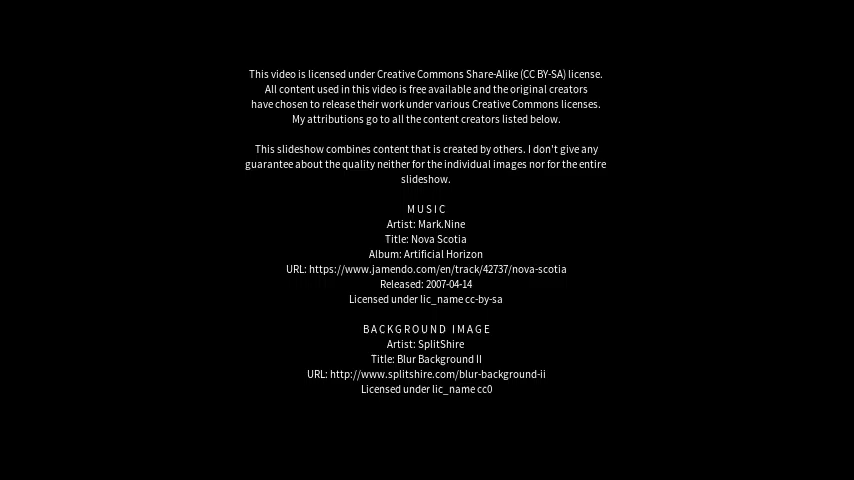 This video is licensed under Creative Commons Share-Alike (CC BY-SA) license.
All content used in this video is free available and the original creators
have chosen to release their work under various Creative Commons licenses.
My attributions go to all the content creators listed below.
This slideshow combines content that is created by others. I don't give any
guarantee about the quality neither for the individual images nor for the entire
slideshow.
MUSIC
Artist: Mark.Nine
Title: Nova Scotia
Album: Artificial Horizon
URL: https://www.jamendo.com/en/track/42737/nova-scotia
Released: 2007-04-14
Licensed under lic_name cc-by-sa
BACKGROUND IMAGE
Artist: SplitShire
Title: Blur Background II
URL: http://www.splitshire.com/blur-background-ii
Licensed under lic_name cc0